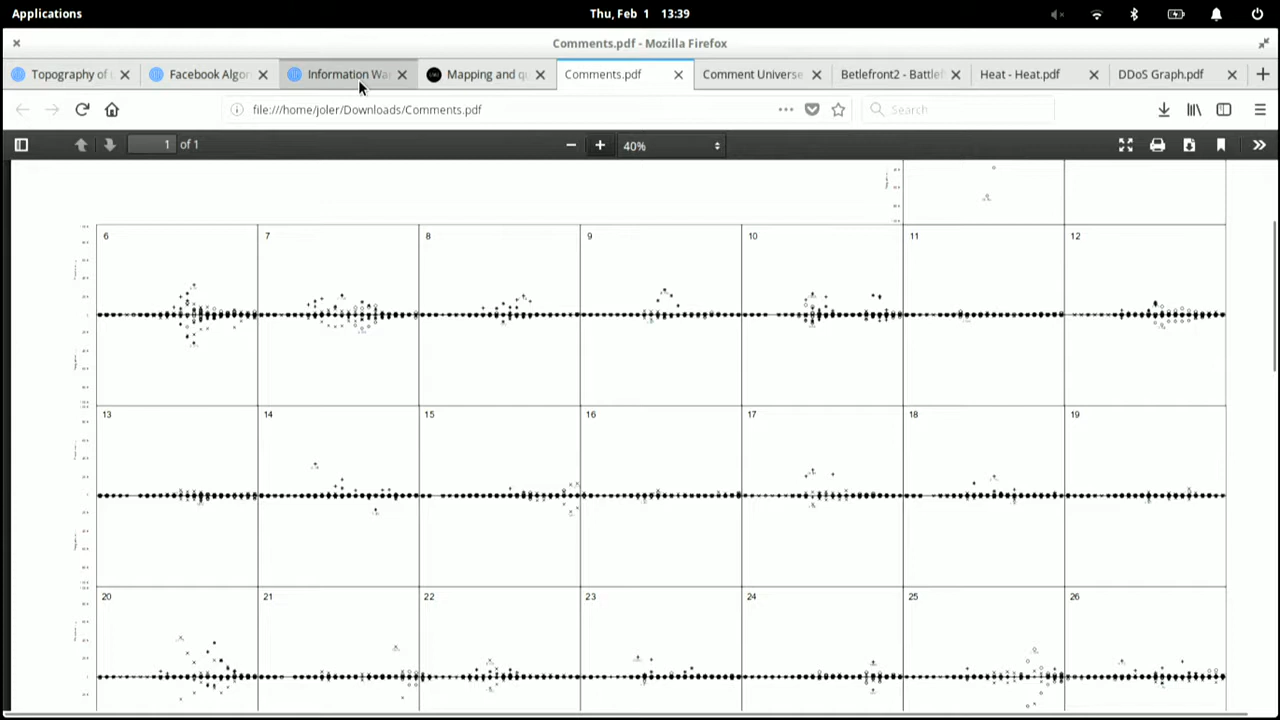 Applications
Thu, Feb 1 13:39
Comments.pdf - Mozilla Firefox
Topography of
Facebook Algor
Information Wa
Mapping and q
Comments.pdf
Comment Universe
Betlefront2 - Battlef
Heat - Heat.pdf
DDoS Graph.pdf
file:///home/joler/Downloads/Comments.pdf
Search
1 of 1
40%
6 7 8 9 10 11 12
13 14 15 16 17 18 19
20 21 22 23 24 25 26